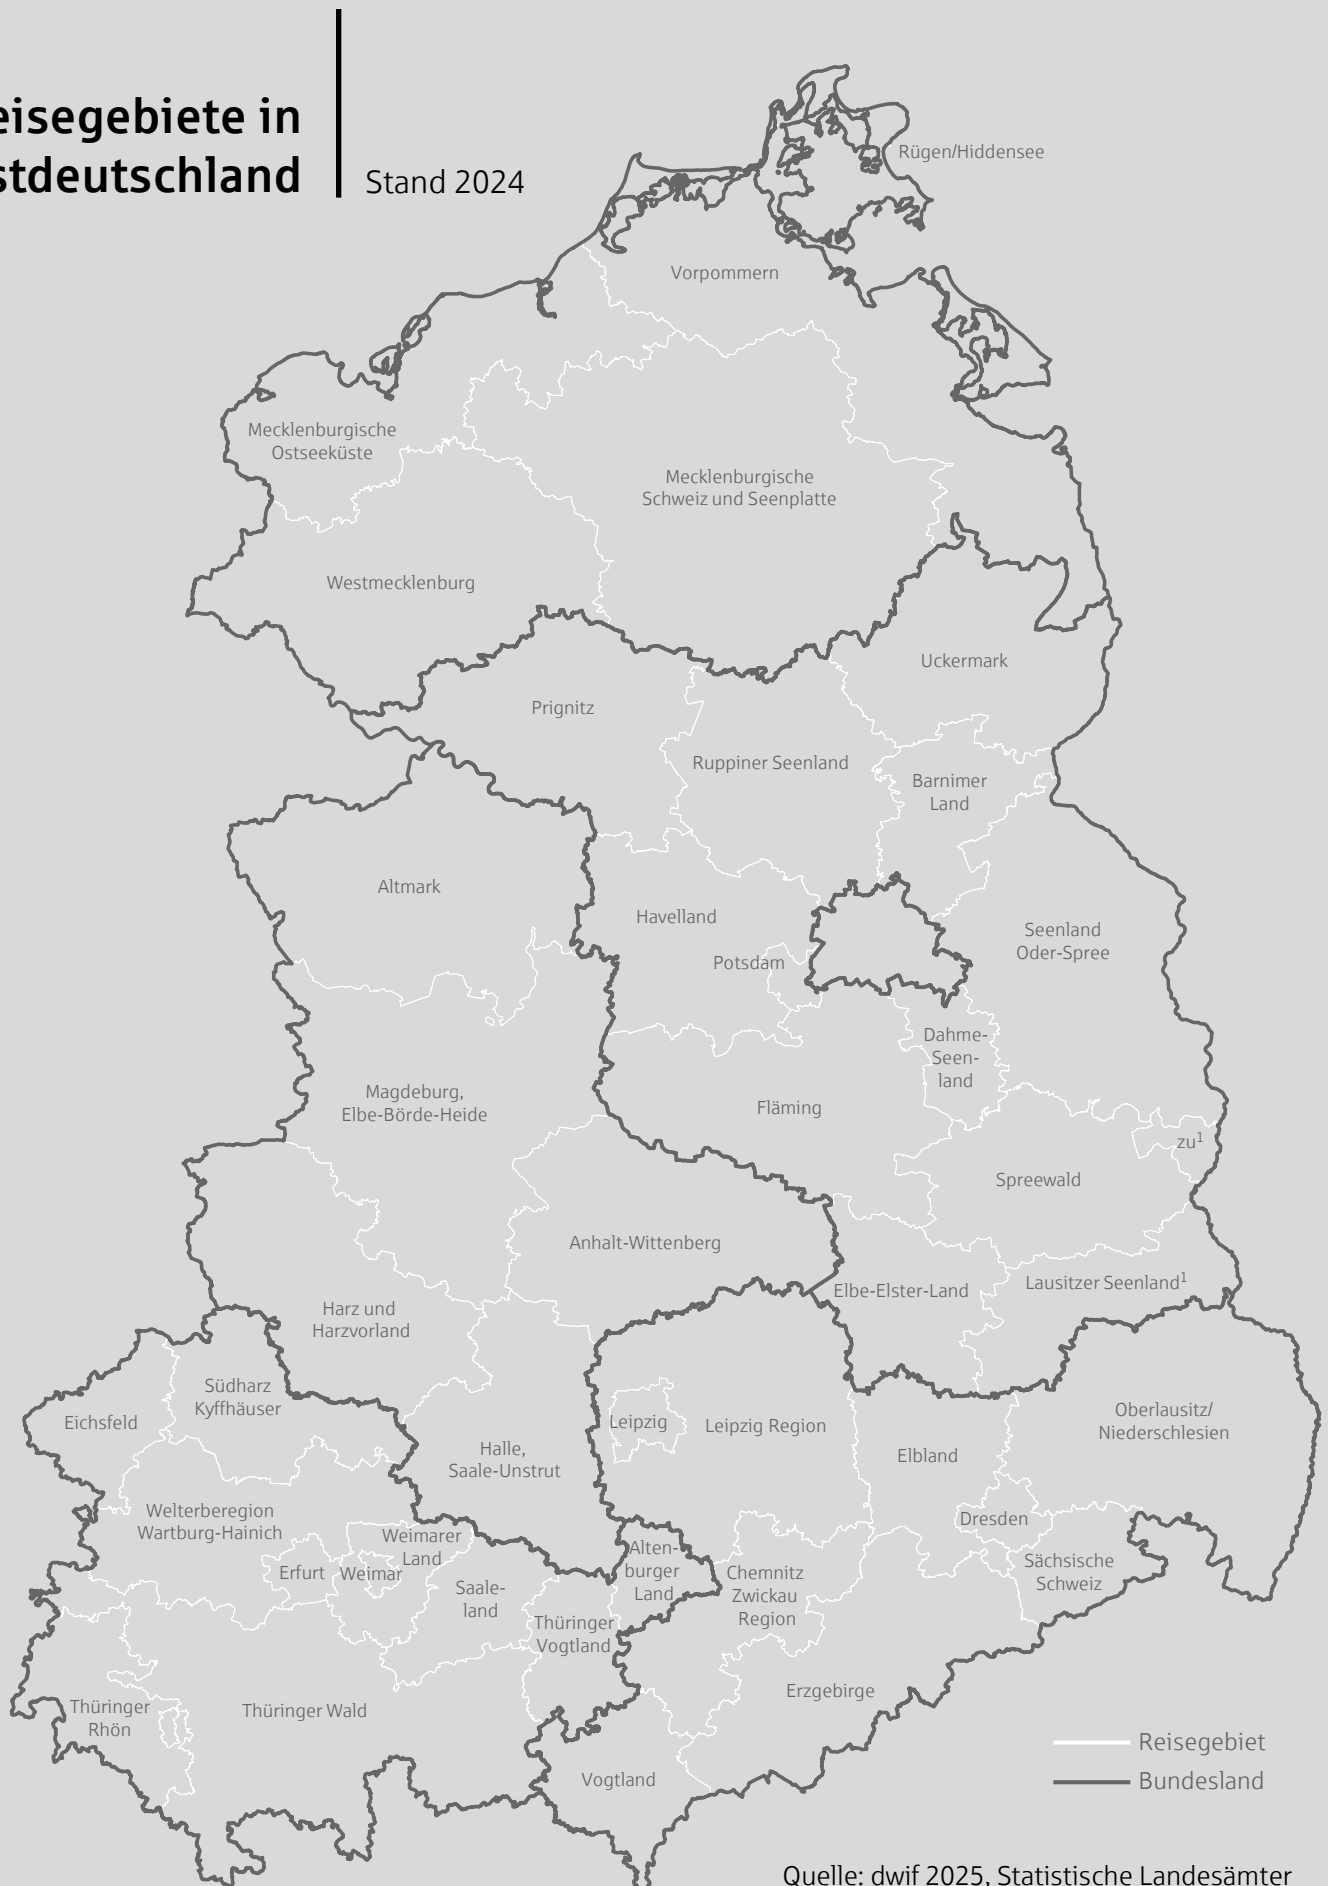 eisegebiete in
stdeutschland
Stand 2024
Rügen/Hiddensee
Vorpommern
Mecklenburgische
Ostseeküste
Mecklenburgische
Schweiz und Seenplatte
Westmecklenburg
Uckermark
Prignitz
Ruppiner Seenland
Barnimer
Land
Altmark
Havelland
Potsdam
Seenland
Oder-Spree
Dahme-
Seen-
land
Magdeburg,
Elbe-Börde-Heide
Fläming
zu¹
Spreewald
Anhalt-Wittenberg
Elbe-Elster-Land
Lausitzer Seenland¹
Harz und
Harzvorland
Südharz
Kyffhäuser
Eichsfeld
Leipzig
Leipzig Region
Oberlausitz/
Niederschlesien
Halle,
Saale-Unstrut
Elbland
Welterberegion
Wartburg-Hainich
Dresden
Weimarer
Land
Erfurt
Weimar
Alten-
burger
Land
Chemnitz
Zwickau
Region
Sächsische
Schweiz
Saale-
land
Thüringer
Vogtland
Erzgebirge
Thüringer
Rhön
Thüringer Wald
Vogtland
Reisegebiet
Bundesland
Quelle: dwif 2025, Statistische Landesämter